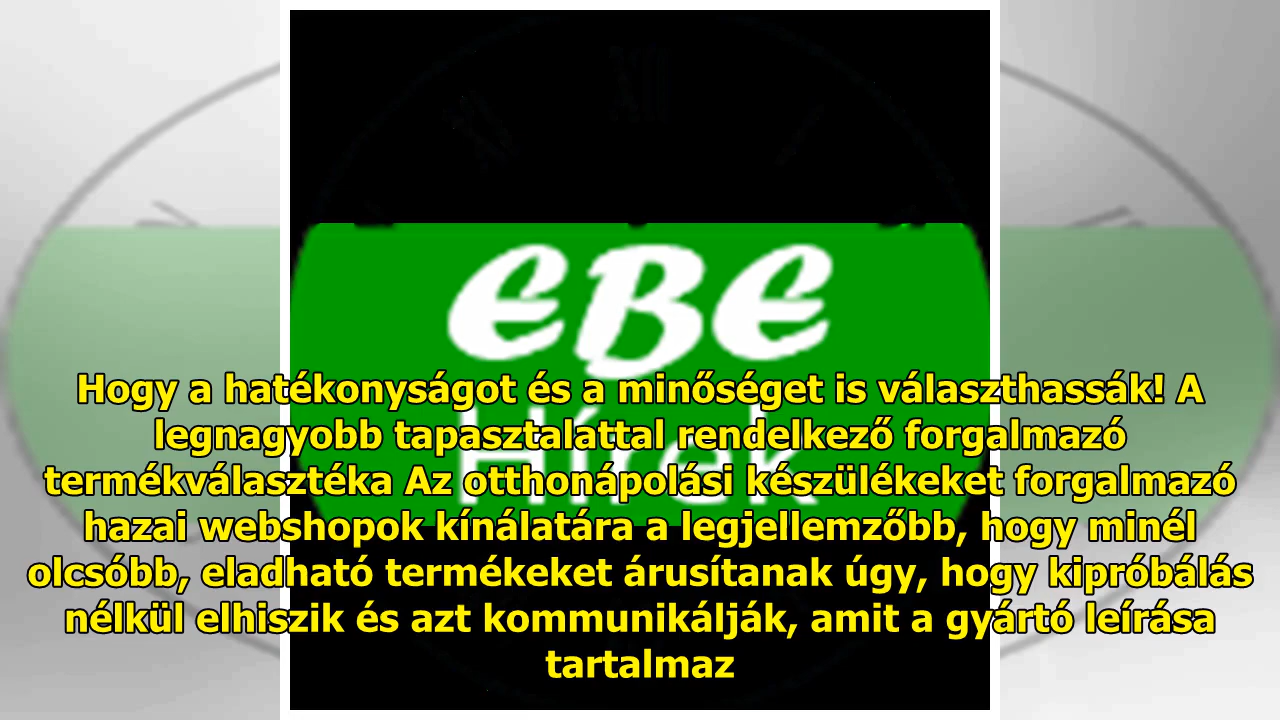 XII
EBE
Hírek
Hogy a hatékonyságot és a minőséget is választhassák! A
legnagyobb tapasztalattal rendelkező forgalmazó
termékválasztéka Az otthonápolási készülékeket forgalmazó
hazai webshopok kínálatára a legjellemzőbb, hogy minél
olcsóbb, eladható termékeket árusítanak úgy, hogy kipróbálás
nélkül elhiszik és azt kommunikálják, amit a gyártó leírása
tartalmaz